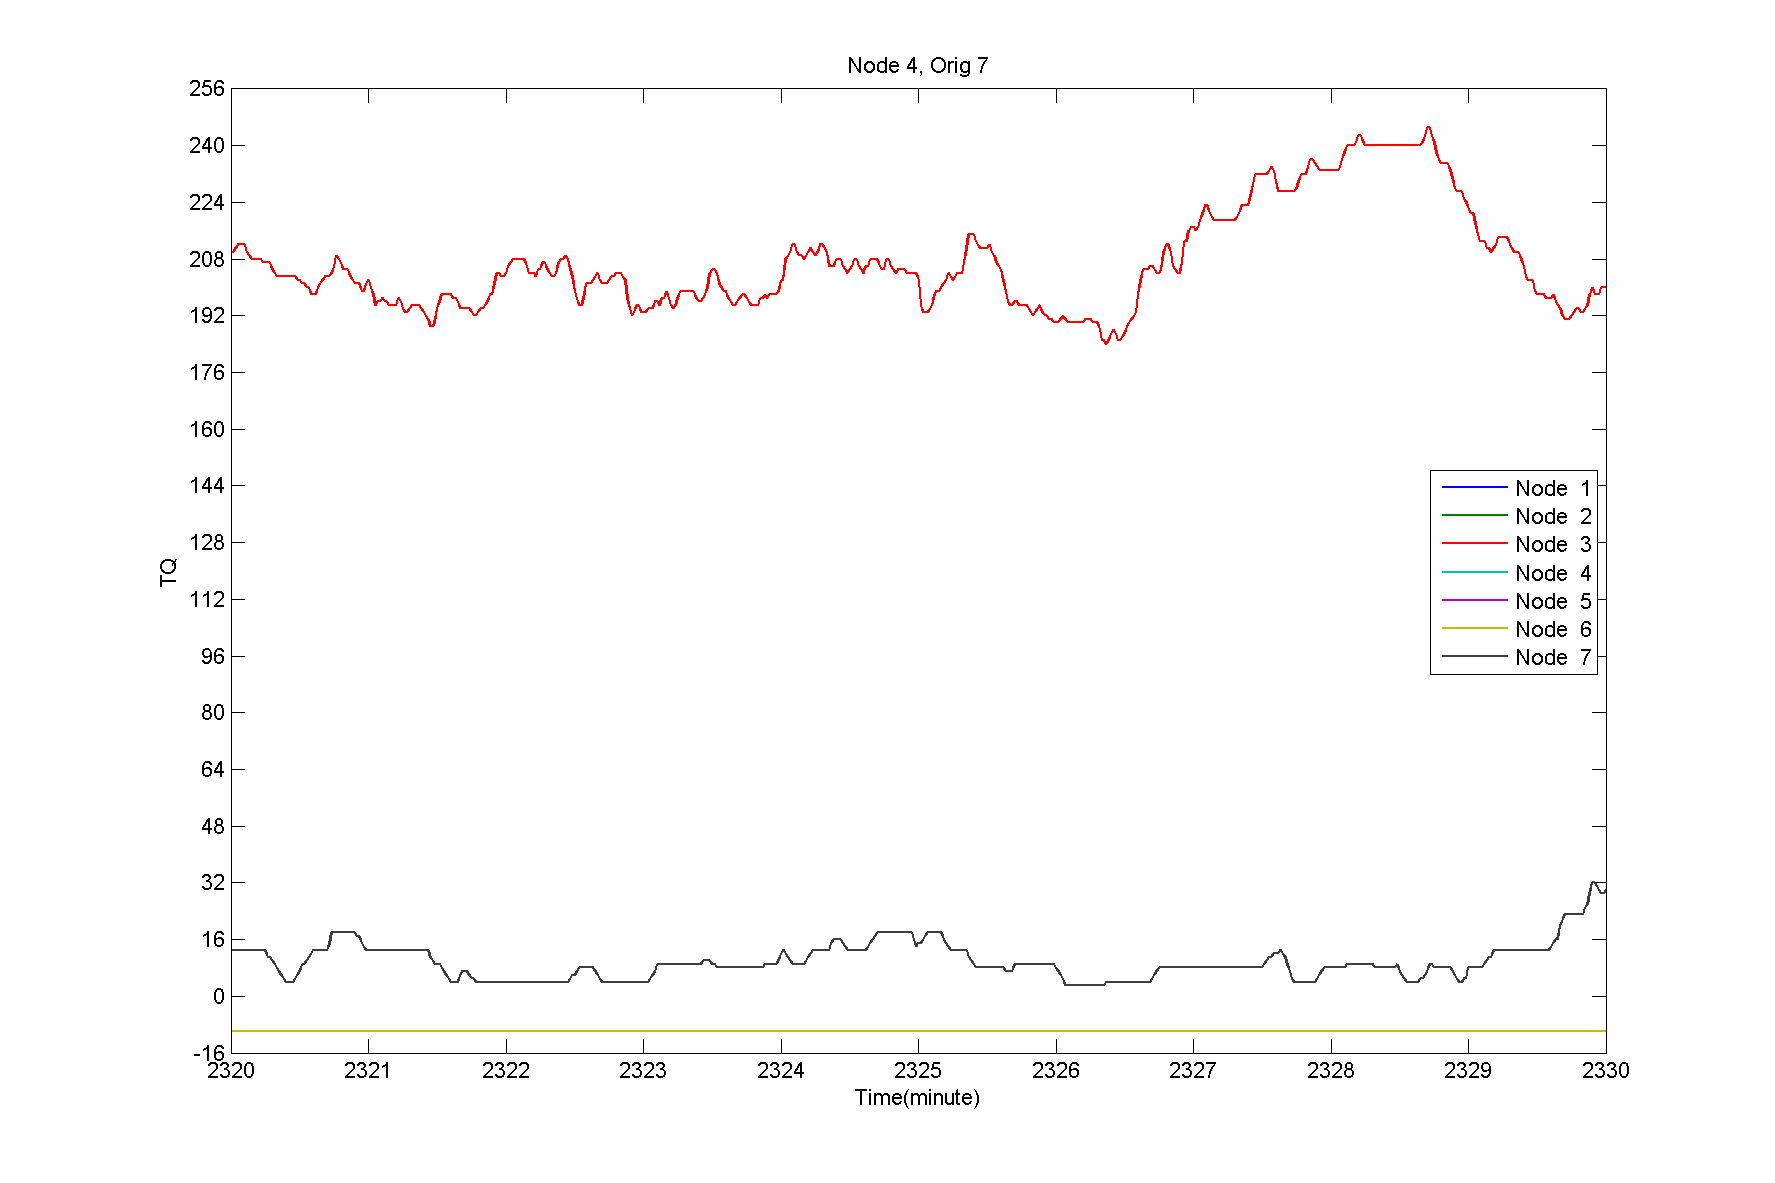 Node 4, Orig 7
256
240
224
208
192
176
160
144
128
112
96
80
64
48
32
16
0
-16
TQ
Node 1
Node 2
Node 3
Node 4
Node 5
Node 6
Node 7
2320 2321 2322 2323 2324 2325 2326 2327 2328 2329 2330
Time(minute)